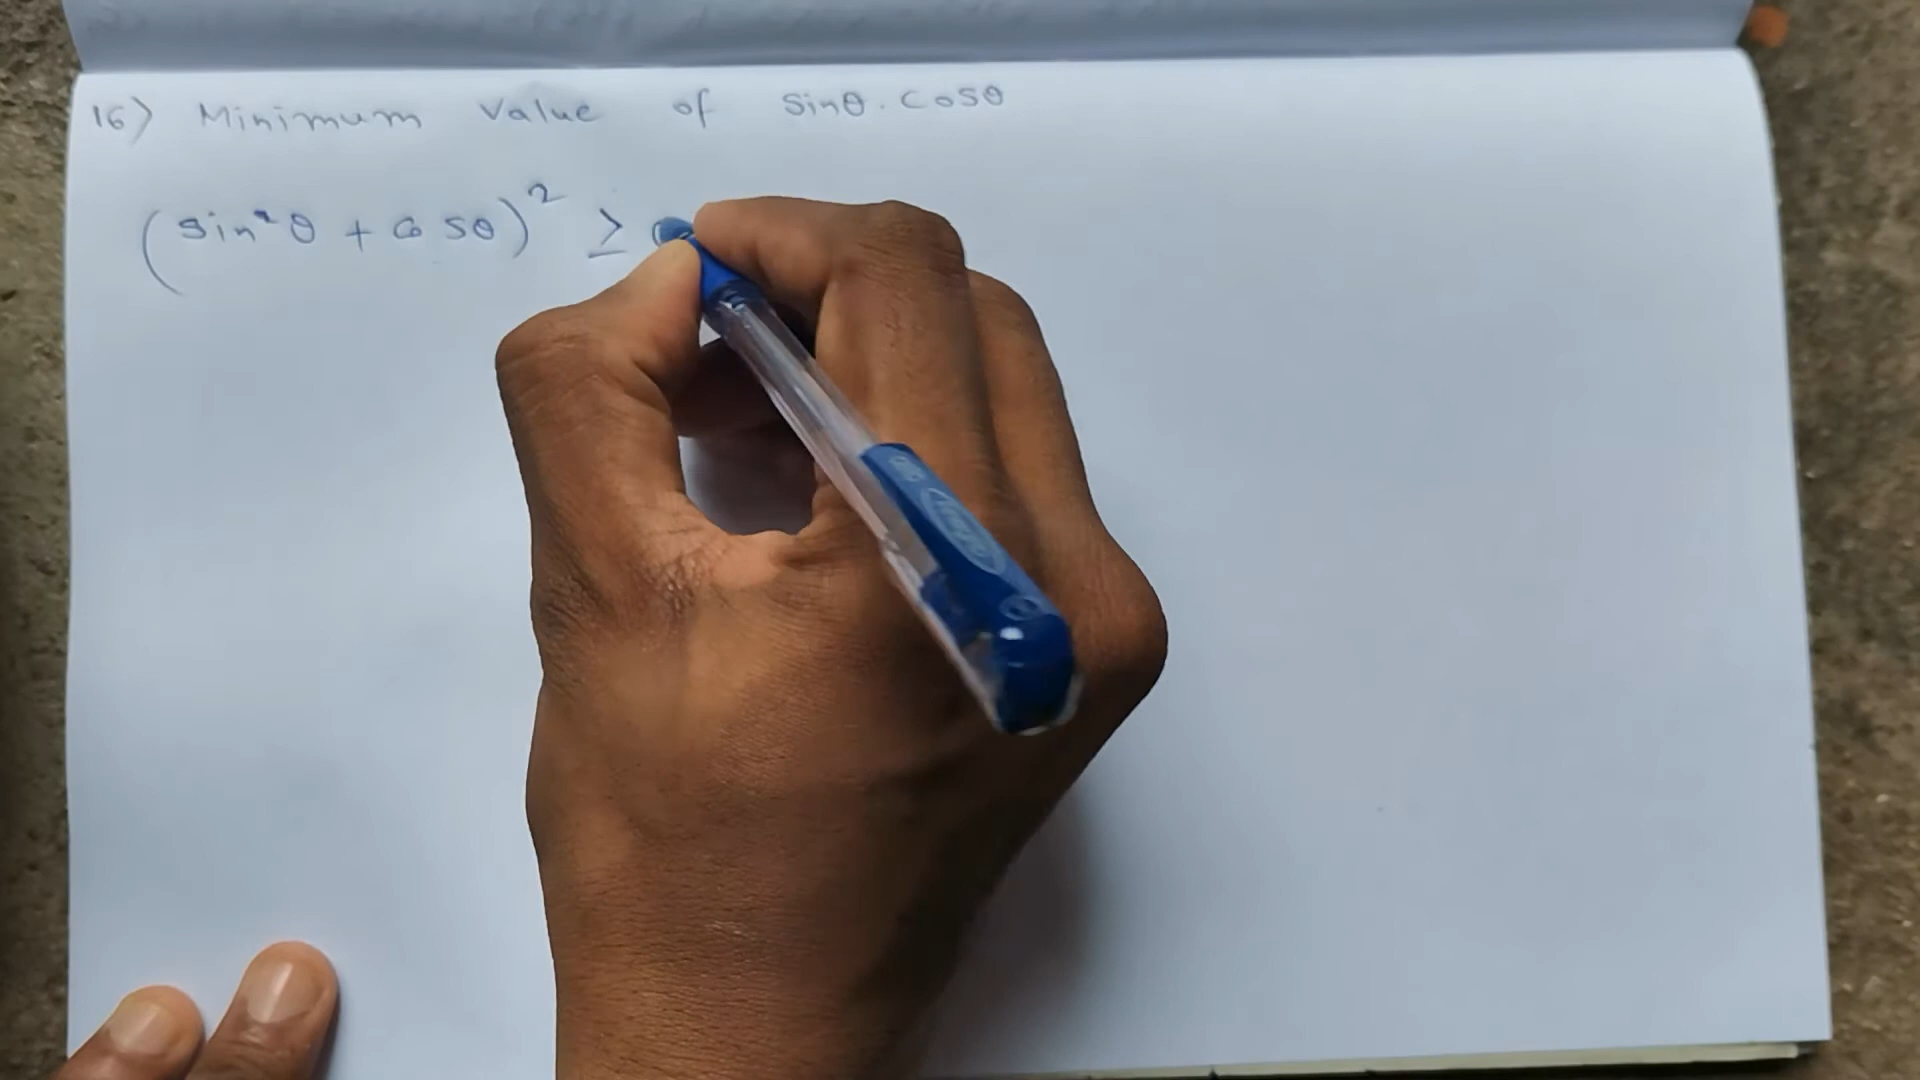 16) Minimum value of sinθ.cosθ
(sin²θ + cosθ)² ≥